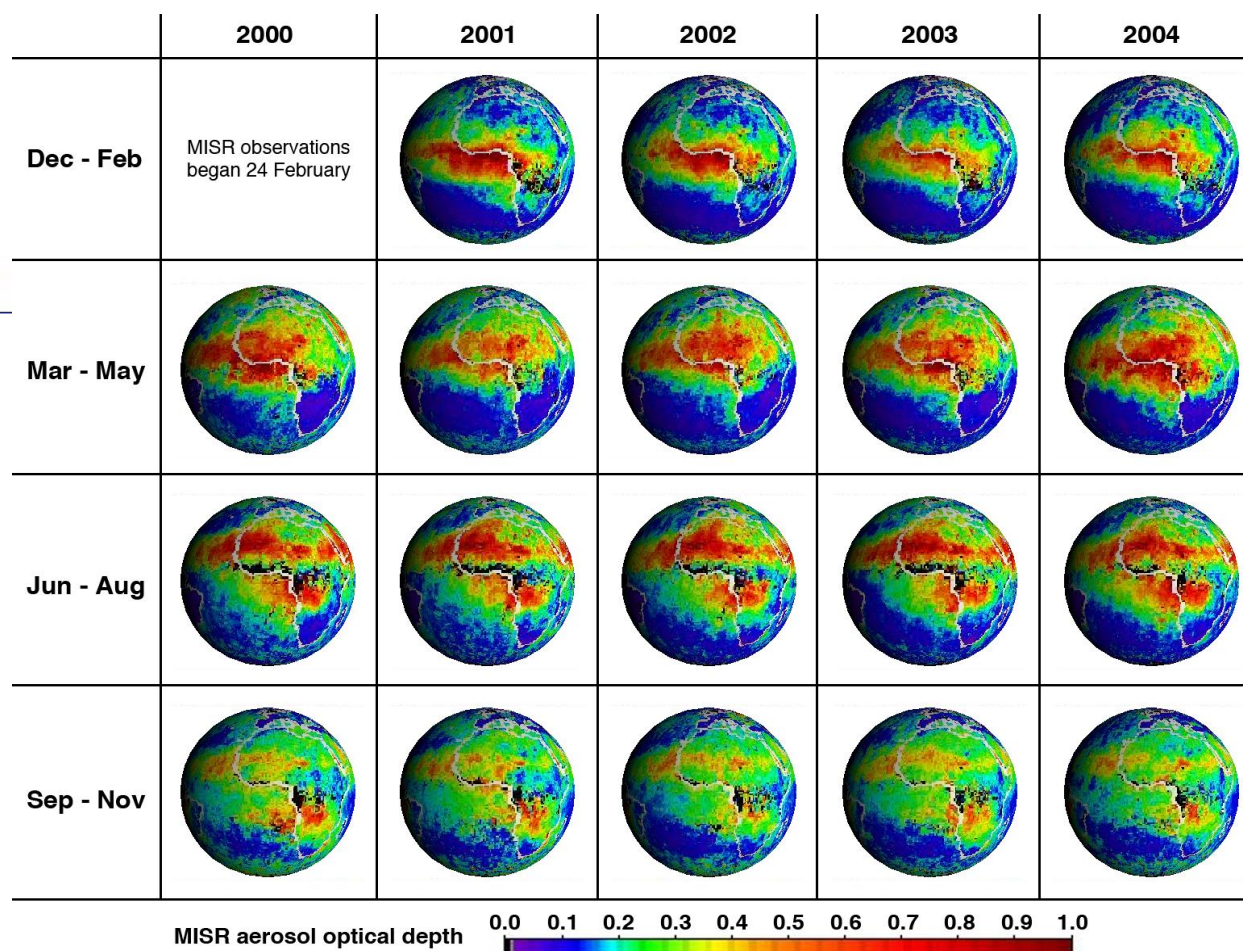 2000 2001 2002 2003 2004
Dec - Feb
MISR observations
began 24 February
Mar - May
Jun - Aug
Sep - Nov
MISR aerosol optical depth
0.0 0.1 0.2 0.3 0.4 0.5 0.6 0.7 0.8 0.9 1.0